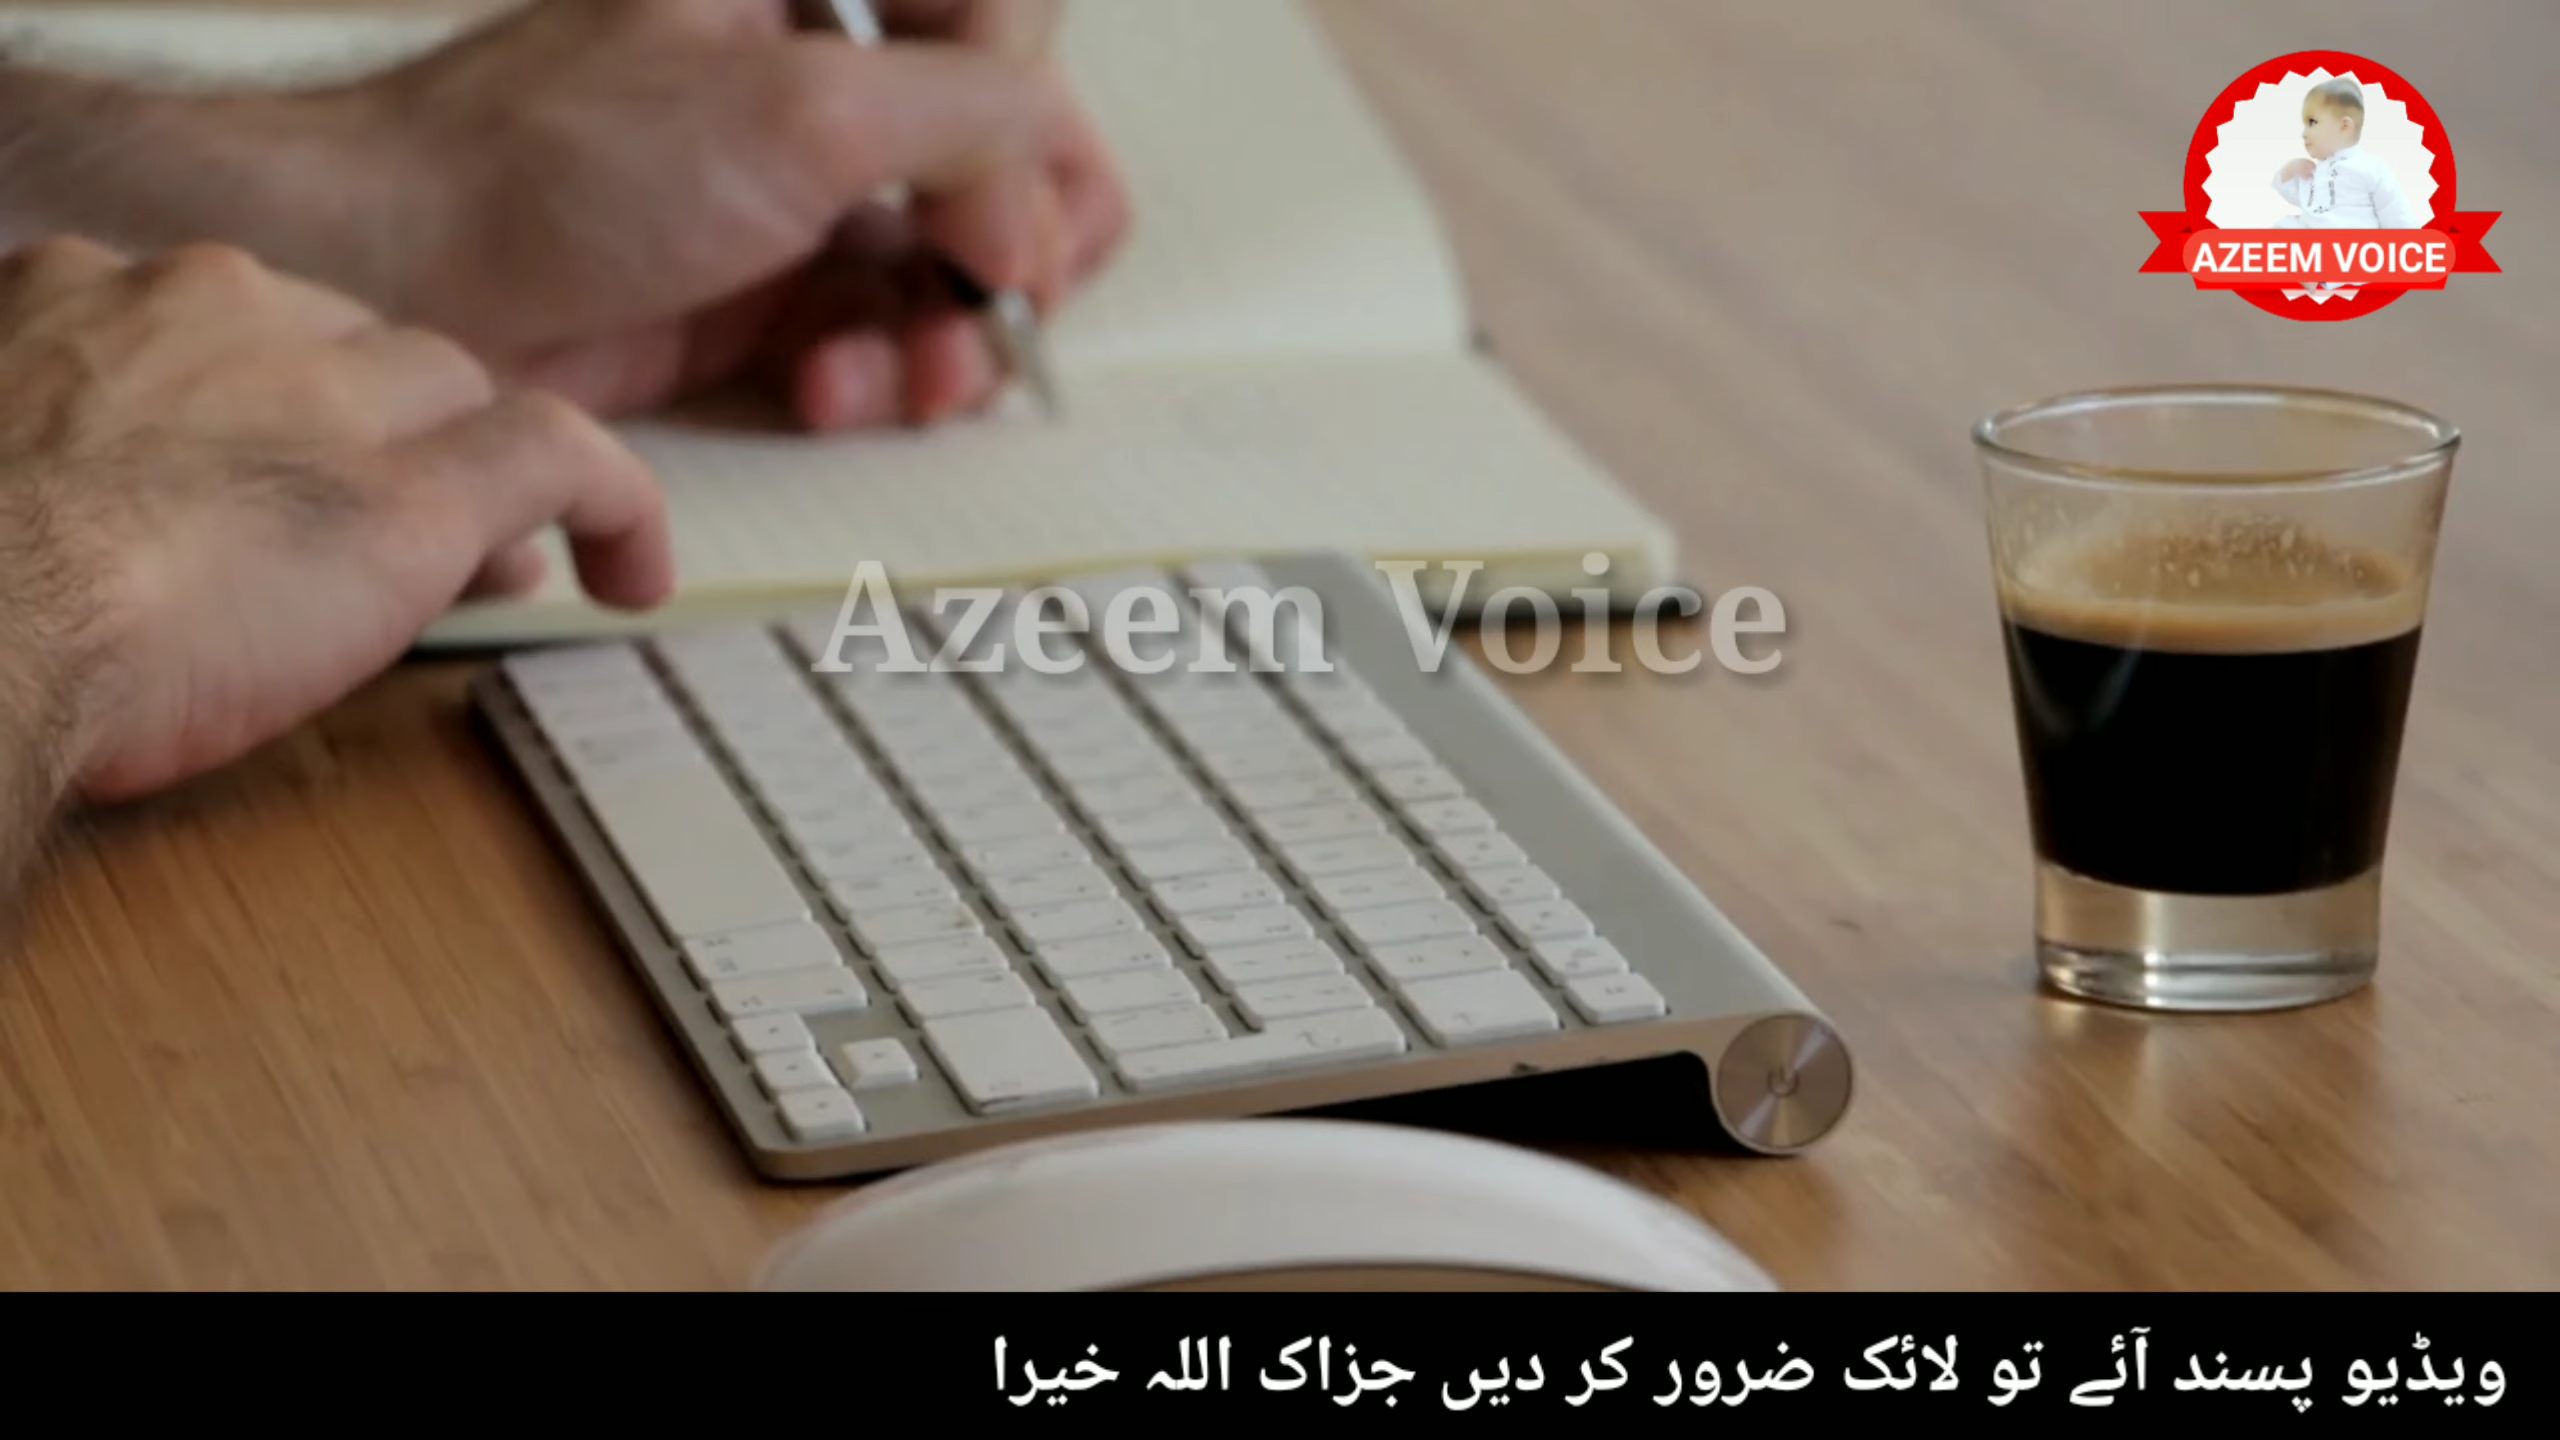 AZEEM VOICE
Azeem Voice
ویڈیو پسند آئے تو لائک ضرور کر دیں جزاک اللہ خیرا